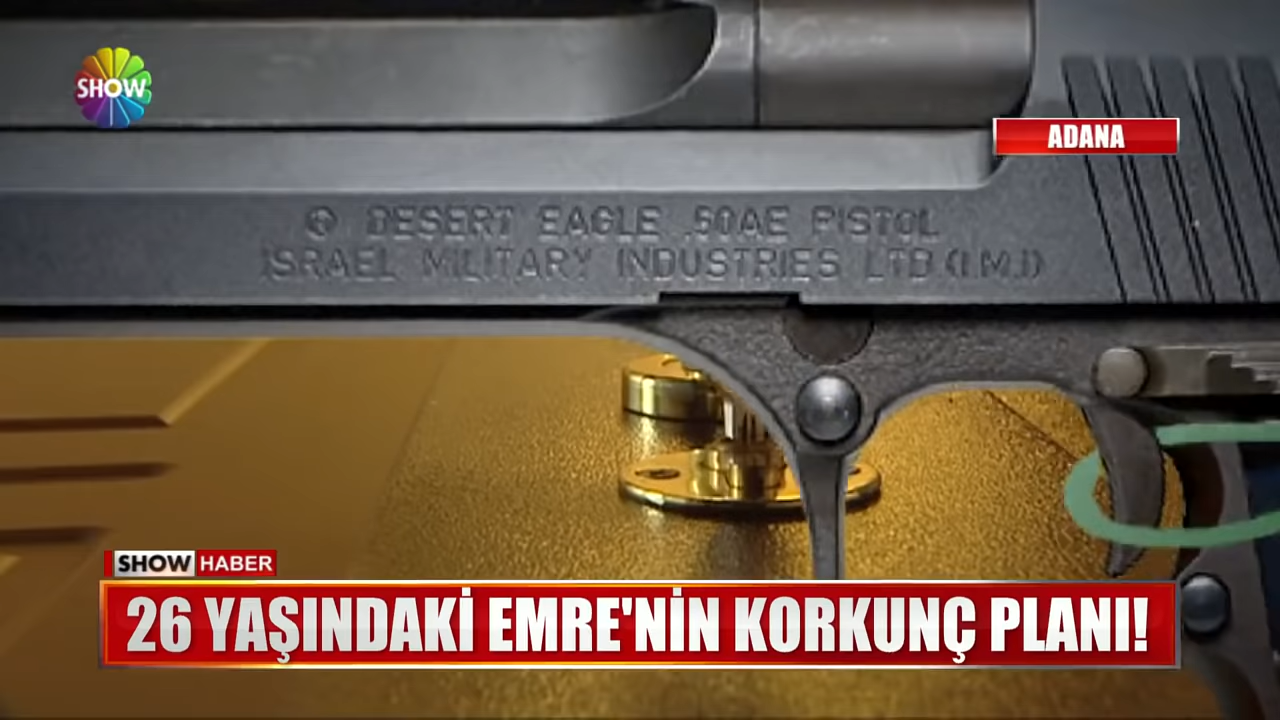 SHOW
ADANA
DESERT EAGLE .50AE PISTOL
ISRAEL MILITARY INDUSTRIES LTD (I.M.I)
SHOW HABER
26 YAŞINDAKİ EMRE'NİN KORKUNÇ PLANI!